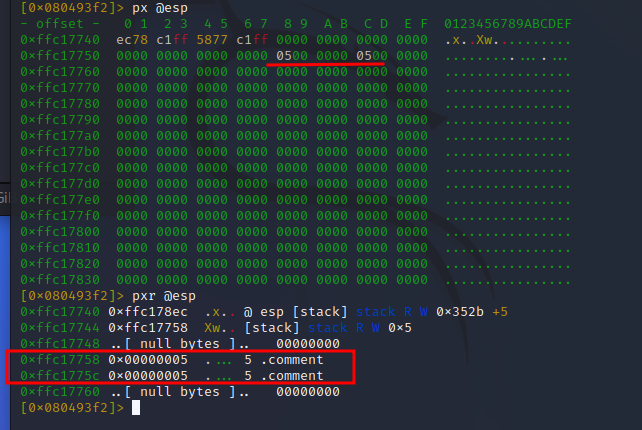 [0×080493f2]> px @esp
- offset -   0 1  2 3  4 5  6 7  8 9  A B  C D  E F  0123456789ABCDEF
0×ffc17740  ec78 c1ff 5877 c1ff 0000 0000 0000 0000  .x..Xw..........
0×ffc17750  0000 0000 0000 0000 0500 0000 0500 0000  ................
0×ffc17760  0000 0000 0000 0000 0000 0000 0000 0000  ................
0×ffc17770  0000 0000 0000 0000 0000 0000 0000 0000  ................
0×ffc17780  0000 0000 0000 0000 0000 0000 0000 0000  ................
0×ffc17790  0000 0000 0000 0000 0000 0000 0000 0000  ................
0×ffc177a0  0000 0000 0000 0000 0000 0000 0000 0000  ................
0×ffc177b0  0000 0000 0000 0000 0000 0000 0000 0000  ................
0×ffc177c0  0000 0000 0000 0000 0000 0000 0000 0000  ................
0×ffc177d0  0000 0000 0000 0000 0000 0000 0000 0000  ................
0×ffc177e0  0000 0000 0000 0000 0000 0000 0000 0000  ................
0×ffc177f0  0000 0000 0000 0000 0000 0000 0000 0000  ................
0×ffc17800  0000 0000 0000 0000 0000 0000 0000 0000  ................
0×ffc17810  0000 0000 0000 0000 0000 0000 0000 0000  ................
0×ffc17820  0000 0000 0000 0000 0000 0000 0000 0000  ................
0×ffc17830  0000 0000 0000 0000 0000 0000 0000 0000  ................
[0×080493f2]> pxr @esp
0×ffc17740 0×ffc178ec  .x.. @ esp [stack] stack R W 0×352b +5
0×ffc17744 0×ffc17758  Xw.. [stack] stack R W 0×5
0×ffc17748 ..[ null bytes ]..   00000000
0×ffc17758 0×00000005  .... 5 .comment
0×ffc1775c 0×00000005  .... 5 .comment
0×ffc17760 ..[ null bytes ]..   00000000
[0×080493f2]>